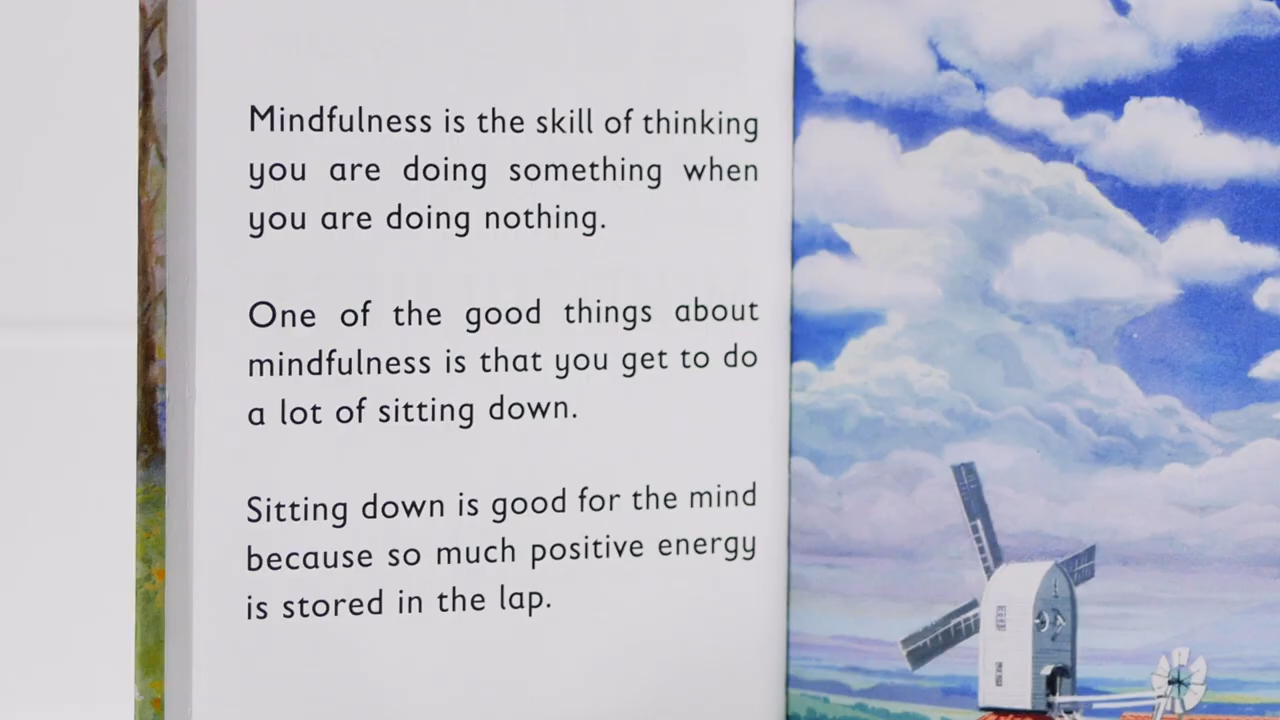 Mindfulness is the skill of thinking
you are doing something when
you are doing nothing.
One of the good things about
mindfulness is that you get to do
a lot of sitting down.
Sitting down is good for the mind
because so much positive energy
is stored in the lap.